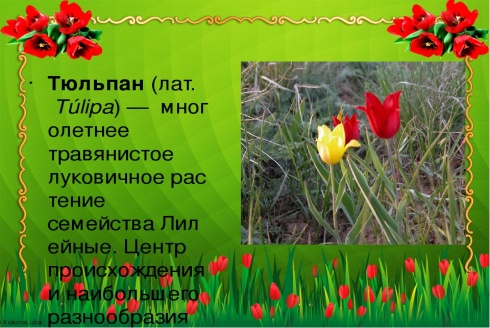 Тюльпан (лат.
Túlipa) — мног
олетнее
травянистое
луковичное рас
тение
семейства Лил
ейные. Центр
происхождения
и наибольшего
разнообразия